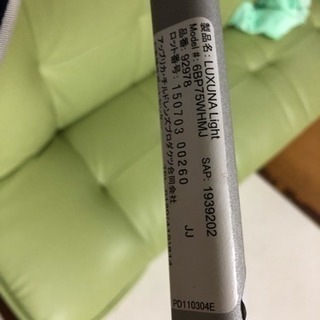 製品名: LUXUNA Light
Model #: 6BP75WHMJ SAP: 1939202
品番: 92978
ロット番号: 150703 00260 JJ
アップリカ・チルドレンズプロダクツ合同会社
PD110304E